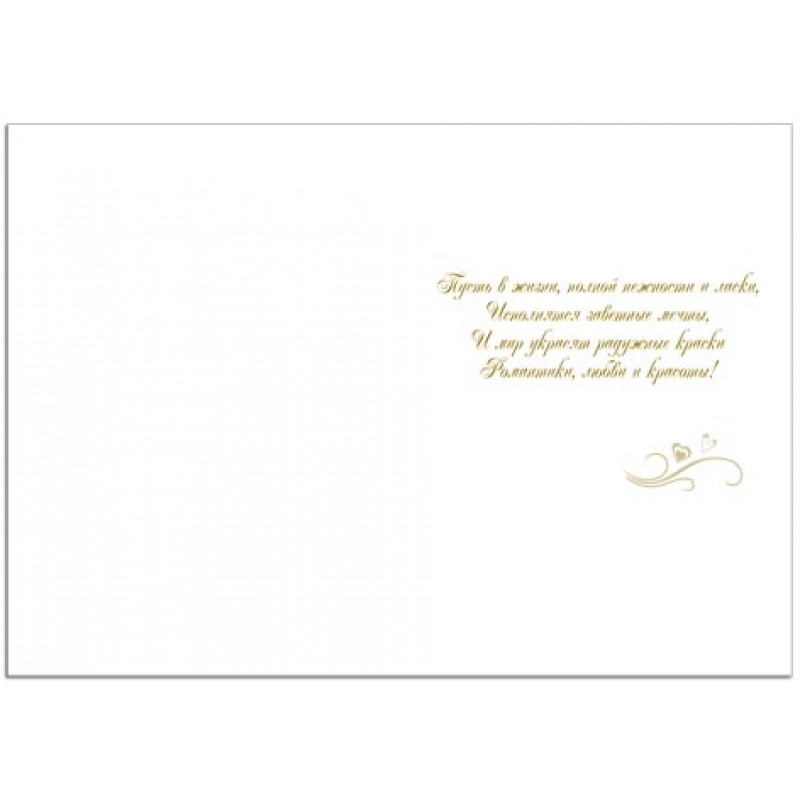 Пусть в жизни, полной нежности и ласки,
Исполнятся заветные мечты,
И мир украсят радужные краски
Романтики, любви и красоты!